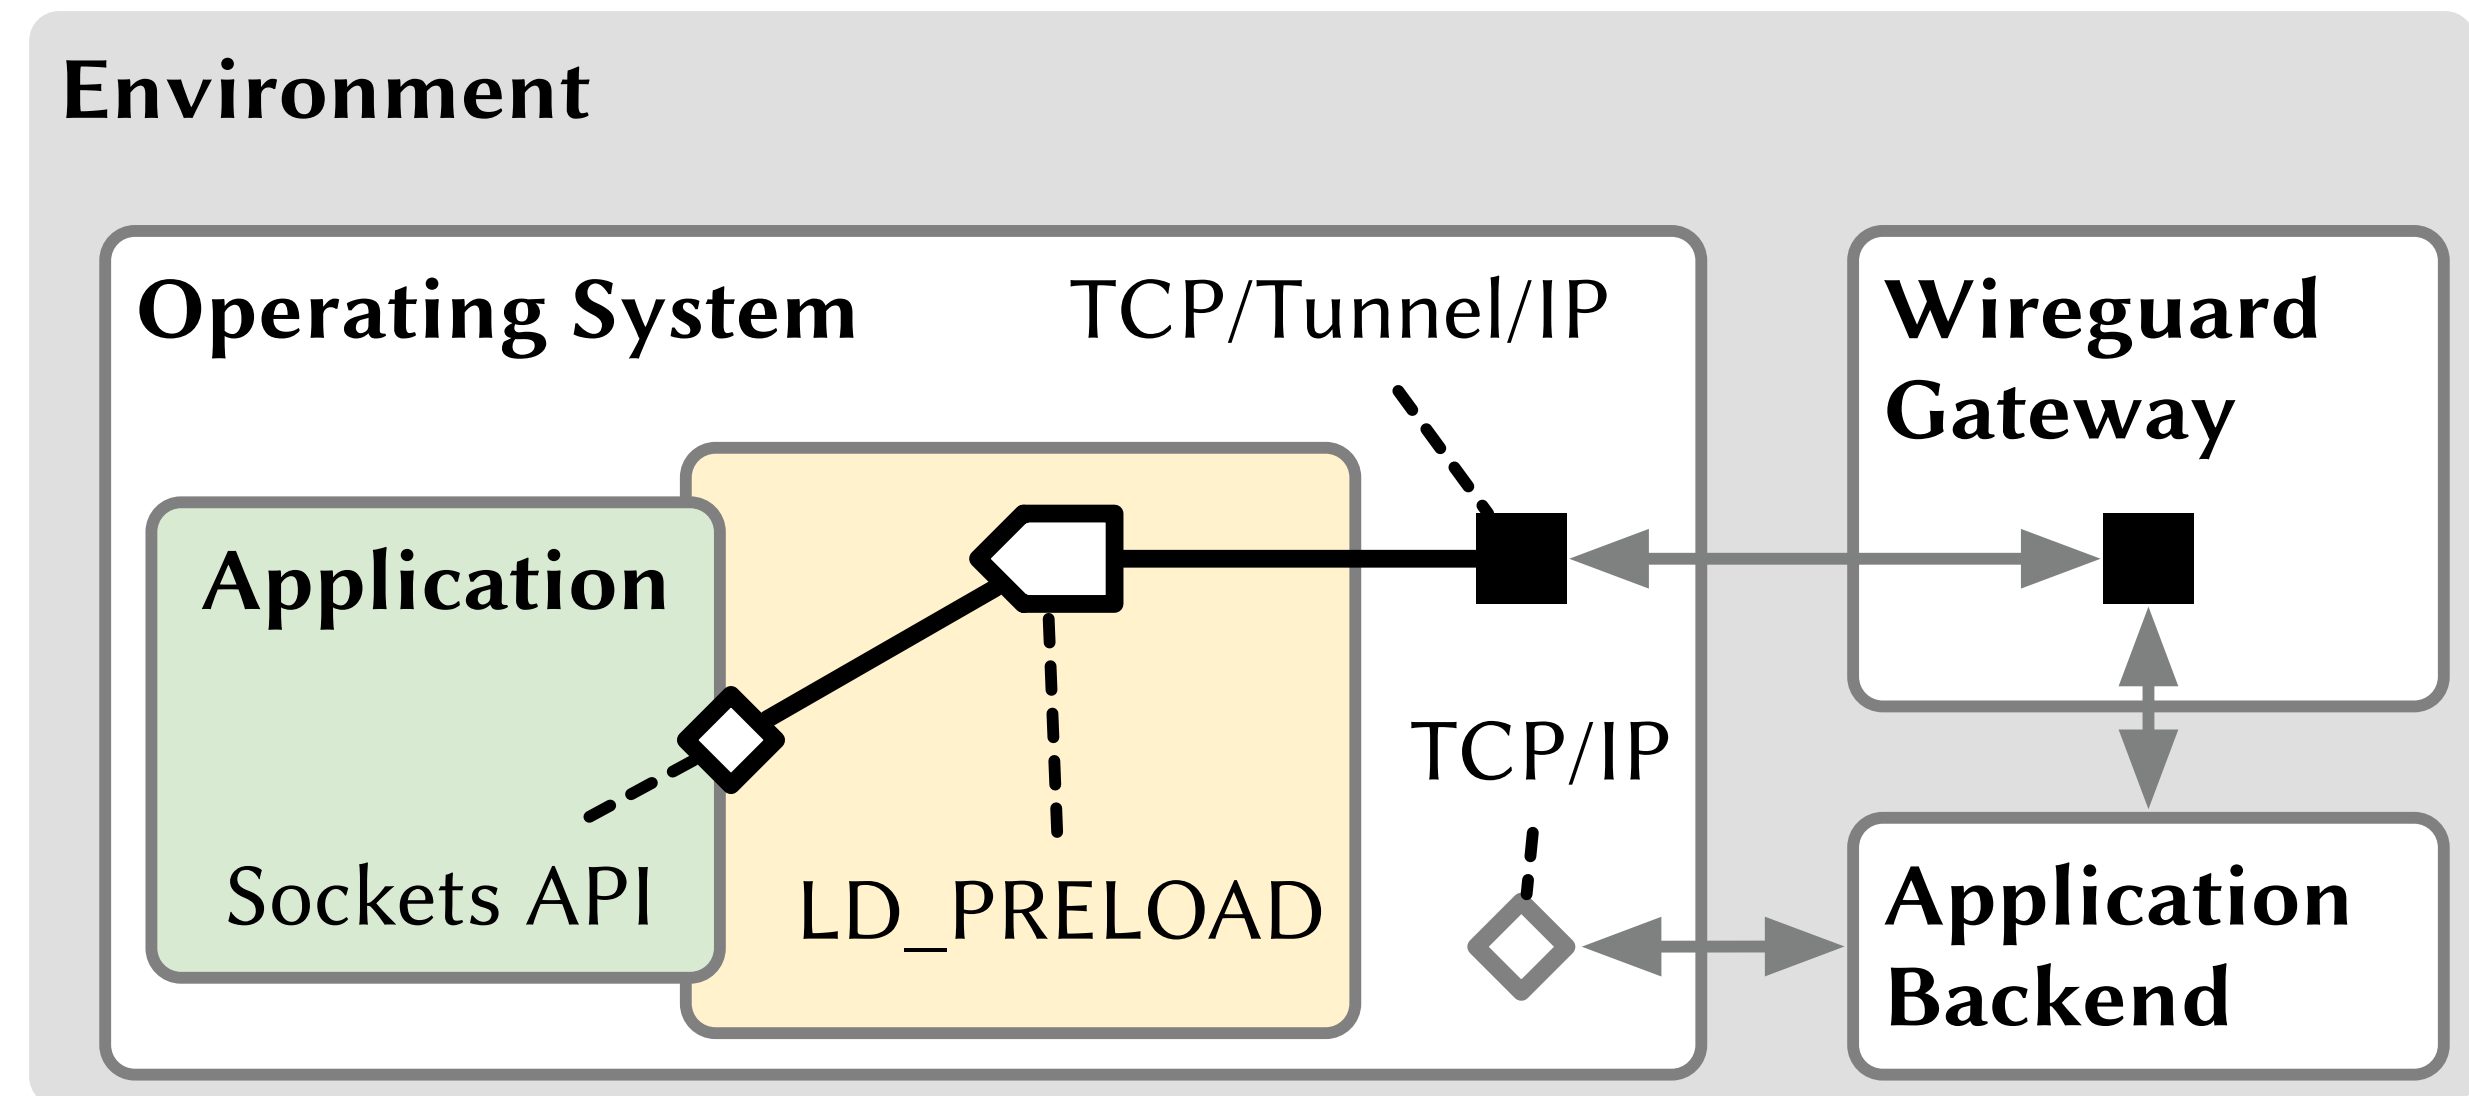 Environment
Operating System
TCP/Tunnel/IP
Wireguard
Gateway
Application
Sockets API
LD_PRELOAD
TCP/IP
Application
Backend